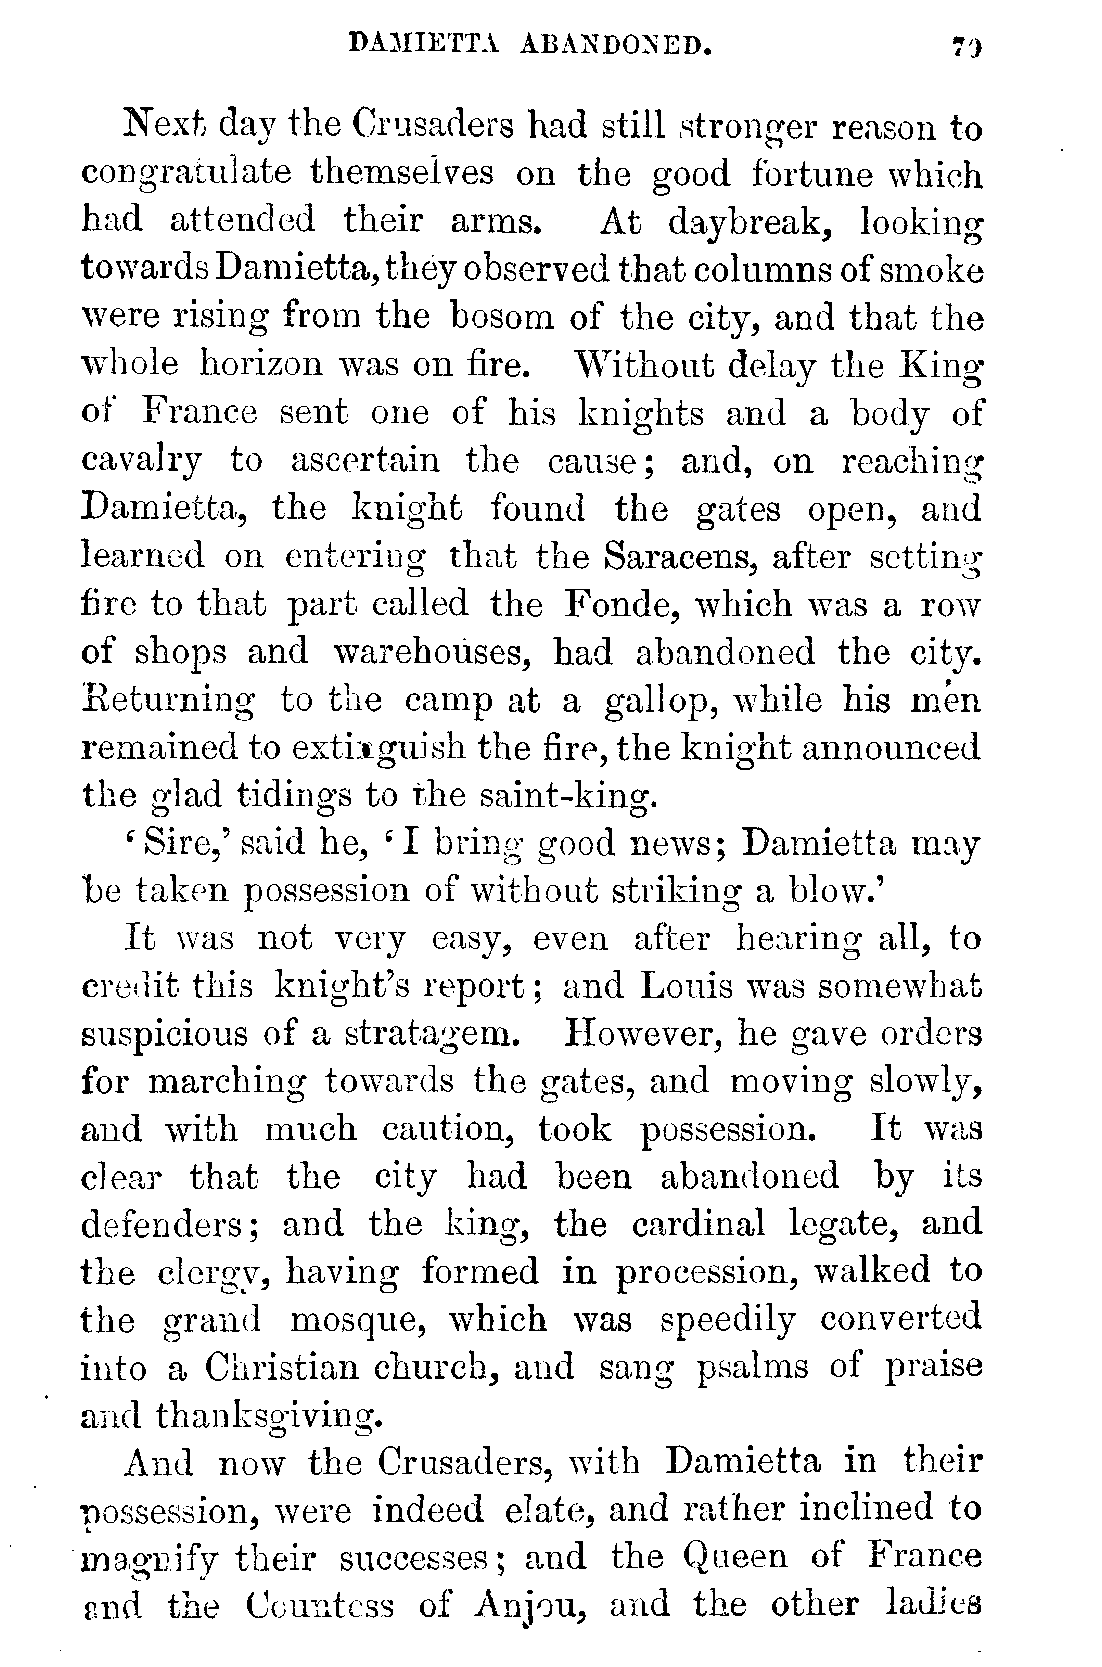 DAMIETTA ABANDONED. 79
Next day the Crusaders had still stronger reason to
congratulate themselves on the good fortune which
had attended their arms. At daybreak, looking
towards Damietta, they observed that columns of smoke
were rising from the bosom of the city, and that the
whole horizon was on fire. Without delay the King
of France sent one of his knights and a body of
cavalry to ascertain the cause; and, on reaching
Damietta, the knight found the gates open, and
learned on entering that the Saracens, after setting
fire to that part called the Fonde, which was a row
of shops and warehouses, had abandoned the city.
Returning to the camp at a gallop, while his men
remained to extinguish the fire, the knight announced
the glad tidings to the saint-king.
‘Sire,’ said he, ‘I bring good news; Damietta may
be taken possession of without striking a blow.’
It was not very easy, even after hearing all, to
credit this knight’s report; and Louis was somewhat
suspicious of a stratagem. However, he gave orders
for marching towards the gates, and moving slowly,
and with much caution, took possession. It was
clear that the city had been abandoned by its
defenders; and the king, the cardinal legate, and
the clergy, having formed in procession, walked to
the grand mosque, which was speedily converted
into a Christian church, and sang psalms of praise
and thanksgiving.
And now the Crusaders, with Damietta in their
possession, were indeed elate, and rather inclined to
magnify their successes; and the Queen of France
and the Countess of Anjou, and the other ladies